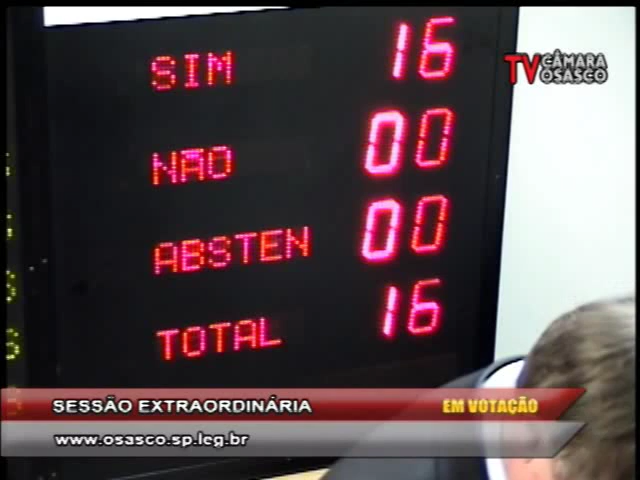 SIM 16
TV CÂMARA OSASCO
NÃO 00
ABSTEN 00
TOTAL 16
SESSÃO EXTRAORDINÁRIA EM VOTAÇÃO
www.osasco.sp.leg.br